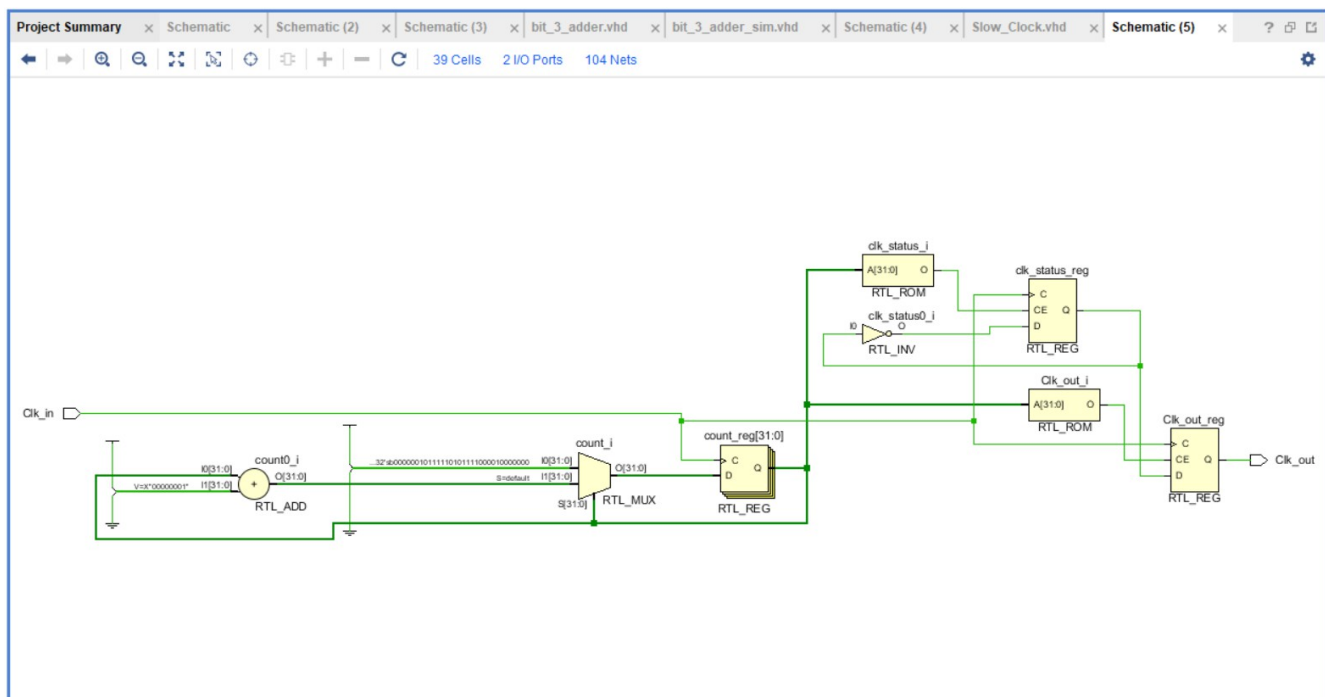 Project Summary × Schematic × Schematic (2) × Schematic (3) × bit_3_adder.vhd × bit_3_adder_sim.vhd × Schematic (4) × Slow_Clock.vhd × Schematic (5) × ?
39 Cells 2 I/O Ports 104 Nets
clk_status_i
A[31:0] O
RTL_ROM
clk_status_reg
C
CE Q
D
RTL_REG
clk_status0_i
I0 O
RTL_INV
Clk_out_i
A[31:0] O
RTL_ROM
Clk_out_reg
C
CE Q
D
RTL_REG
Clk_out
Clk_in
count0_i
I0[31:0]
I1[31:0]
O[31:0]
+
V=X"00000001"
RTL_ADD
count_i
I0[31:0]
S=default
I1[31:0]
O[31:0]
S[31:0]
RTL_MUX
count_reg[31:0]
C
D
Q
RTL_REG